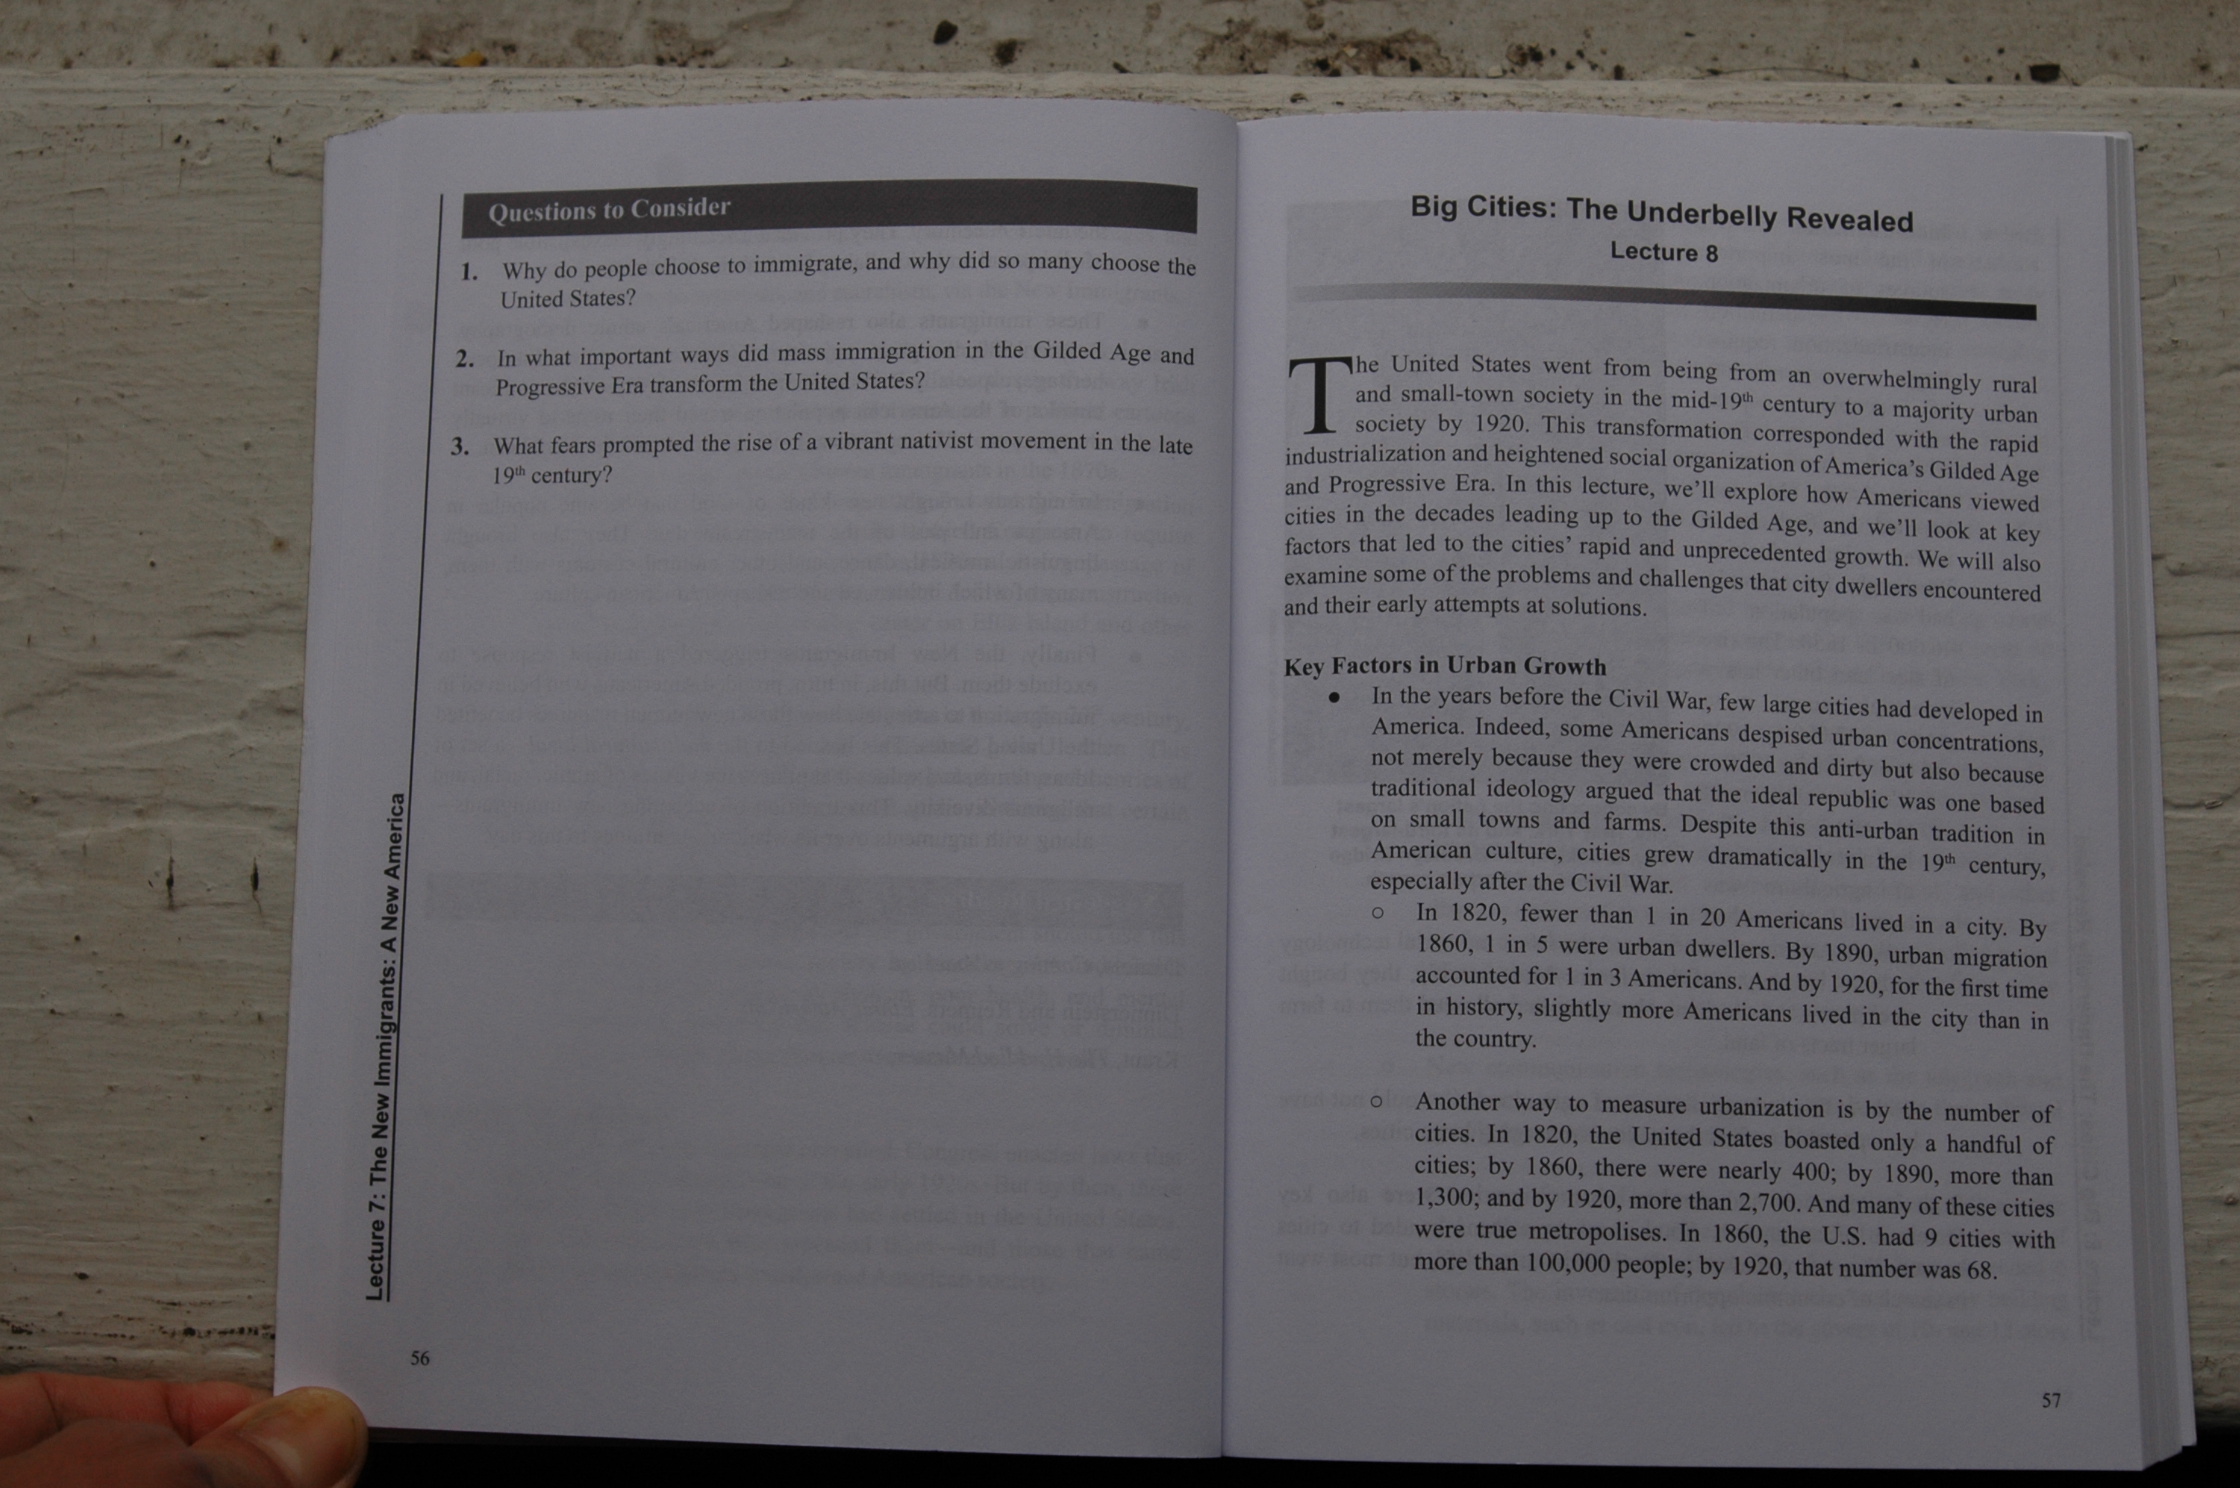 Questions to Consider
1. Why do people choose to immigrate, and why did so many choose the
United States?
2. In what important ways did mass immigration in the Gilded Age and
Progressive Era transform the United States?
3. What fears prompted the rise of a vibrant nativist movement in the late
19th century?
Lecture 7: The New Immigrants: A New America
56
Big Cities: The Underbelly Revealed
Lecture 8
The United States went from being from an overwhelmingly rural
and small-town society in the mid-19th century to a majority urban
society by 1920. This transformation corresponded with the rapid
industrialization and heightened social organization of America's Gilded Age
and Progressive Era. In this lecture, we'll explore how Americans viewed
cities in the decades leading up to the Gilded Age, and we'll look at key
factors that led to the cities' rapid and unprecedented growth. We will also
examine some of the problems and challenges that city dwellers encountered
and their early attempts at solutions.
Key Factors in Urban Growth
● In the years before the Civil War, few large cities had developed in
America. Indeed, some Americans despised urban concentrations,
not merely because they were crowded and dirty but also because
traditional ideology argued that the ideal republic was one based
on small towns and farms. Despite this anti-urban tradition in
American culture, cities grew dramatically in the 19th century,
especially after the Civil War.
○ In 1820, fewer than 1 in 20 Americans lived in a city. By
1860, 1 in 5 were urban dwellers. By 1890, urban migration
accounted for 1 in 3 Americans. And by 1920, for the first time
in history, slightly more Americans lived in the city than in
the country.
○ Another way to measure urbanization is by the number of
cities. In 1820, the United States boasted only a handful of
cities; by 1860, there were nearly 400; by 1890, more than
1,300; and by 1920, more than 2,700. And many of these cities
were true metropolises. In 1860, the U.S. had 9 cities with
more than 100,000 people; by 1920, that number was 68.
57